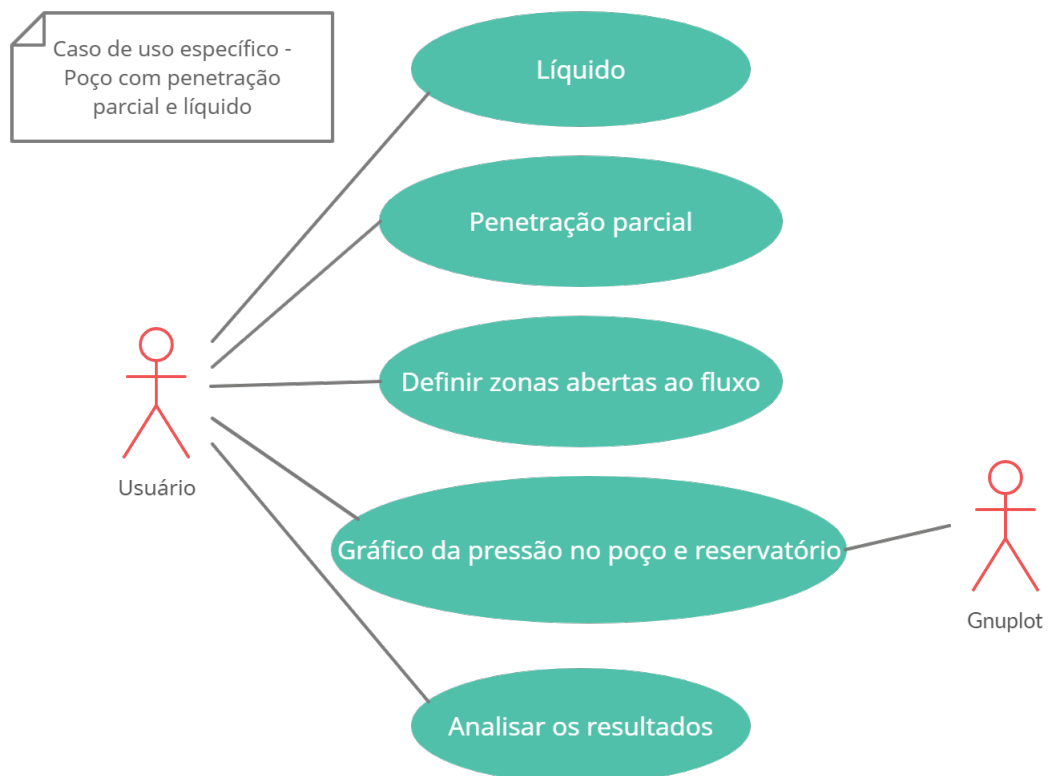 Caso de uso específico -
Poço com penetração
parcial e líquido
Líquido
Penetração parcial
Definir zonas abertas ao fluxo
Usuário
Gráfico da pressão no poço e reservatório
Gnuplot
Analisar os resultados